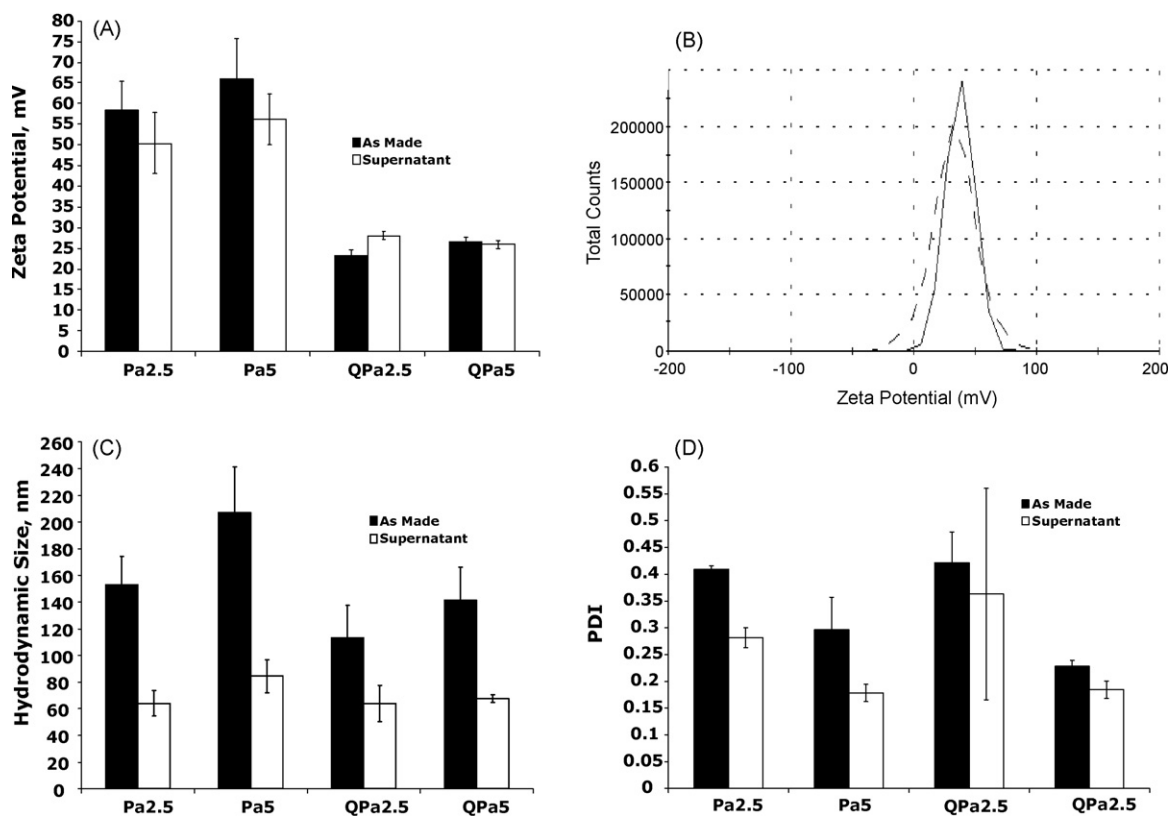 (A)
Zeta Potential, mV
80
75
70
65
60
55
50
45
40
35
30
25
20
15
10
5
0
As Made
Supernatant
Pa2.5 Pa5 QPa2.5 QPa5
(B)
Total Counts
200000
150000
100000
50000
0
-200 -100 0 100 200
Zeta Potential (mV)
(C)
Hydrodynamic Size, nm
260
240
220
200
180
160
140
120
100
80
60
40
20
00
As Made
Supernatant
Pa2.5 Pa5 QPa2.5 QPa5
(D)
PDI
0.6
0.55
0.5
0.45
0.4
0.35
0.3
0.25
0.2
0.15
0.1
0.05
0
As Made
Supernatant
Pa2.5 Pa5 QPa2.5 QPa2.5